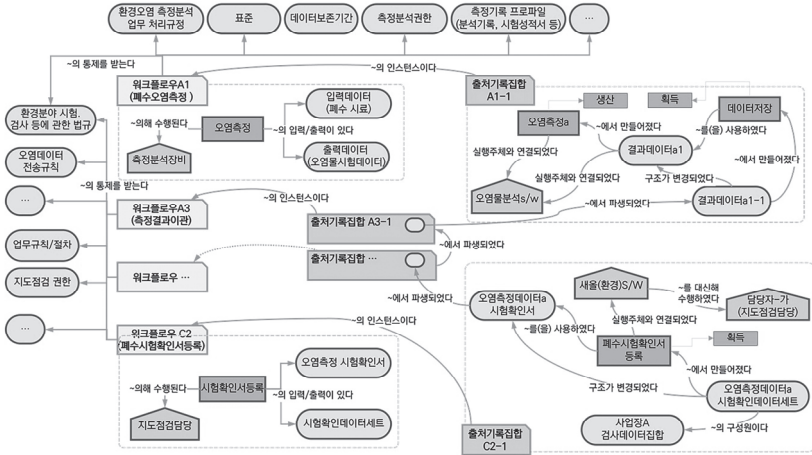 환경오염 측정분석
업무 처리규정
표준
데이터보존기간
측정분석권한
측정기록 프로파일
(분석기록, 시험성적서 등)
...
~의 통제를 받는다
~의 인스턴스이다
워크플로우A1
(폐수오염측정)
출처기록집합
A1-1
생산
획득
환경분야 시험.
검사 등에 관한 법규
~의해 수행된다
오염측정
입력데이터
(폐수 시료)
~의 입력/출력이 있다
출력데이터
(오염물시험데이터)
측정분석장비
오염측정a
데이터저장
~에서 만들어졌다
~를(을) 사용하였다
결과데이터a1
실행주체와 연결되었다
~에서 만들어졌다
실행주체와 연결되었다
구조가 변경되었다
오염물분석s/w
결과데이터a1-1
오염데이터
전송규칙
~의 통제를 받는다
...
워크플로우A3
(측정결과이관)
~의 인스턴스이다
출처기록집합 A3-1
~에서 파생되었다
업무규칙/절차
~에서 파생되었다
출처기록집합 ...
워크플로우 ...
지도점검 권한
~에서 파생되었다
오염측정데이터a
시험확인서
새올(환경)S/W
~를 대신해
수행하였다
담당자-가
(지도점검담당)
...
워크플로우 C2
(폐수시험확인서등록)
~의 인스턴스이다
~를(을) 사용하였다
실행주체와 연결되었다
폐수시험확인서
등록
획득
~에서 만들어졌다
오염측정 시험확인서
~의해 수행된다
시험확인서등록
~의 입력/출력이 있다
구조가 변경되었다
오염측정데이터a
시험확인데이터세트
지도점검담당
시험확인데이터세트
출처기록집합
C2-1
사업장A
검사데이터집합
~의 구성원이다